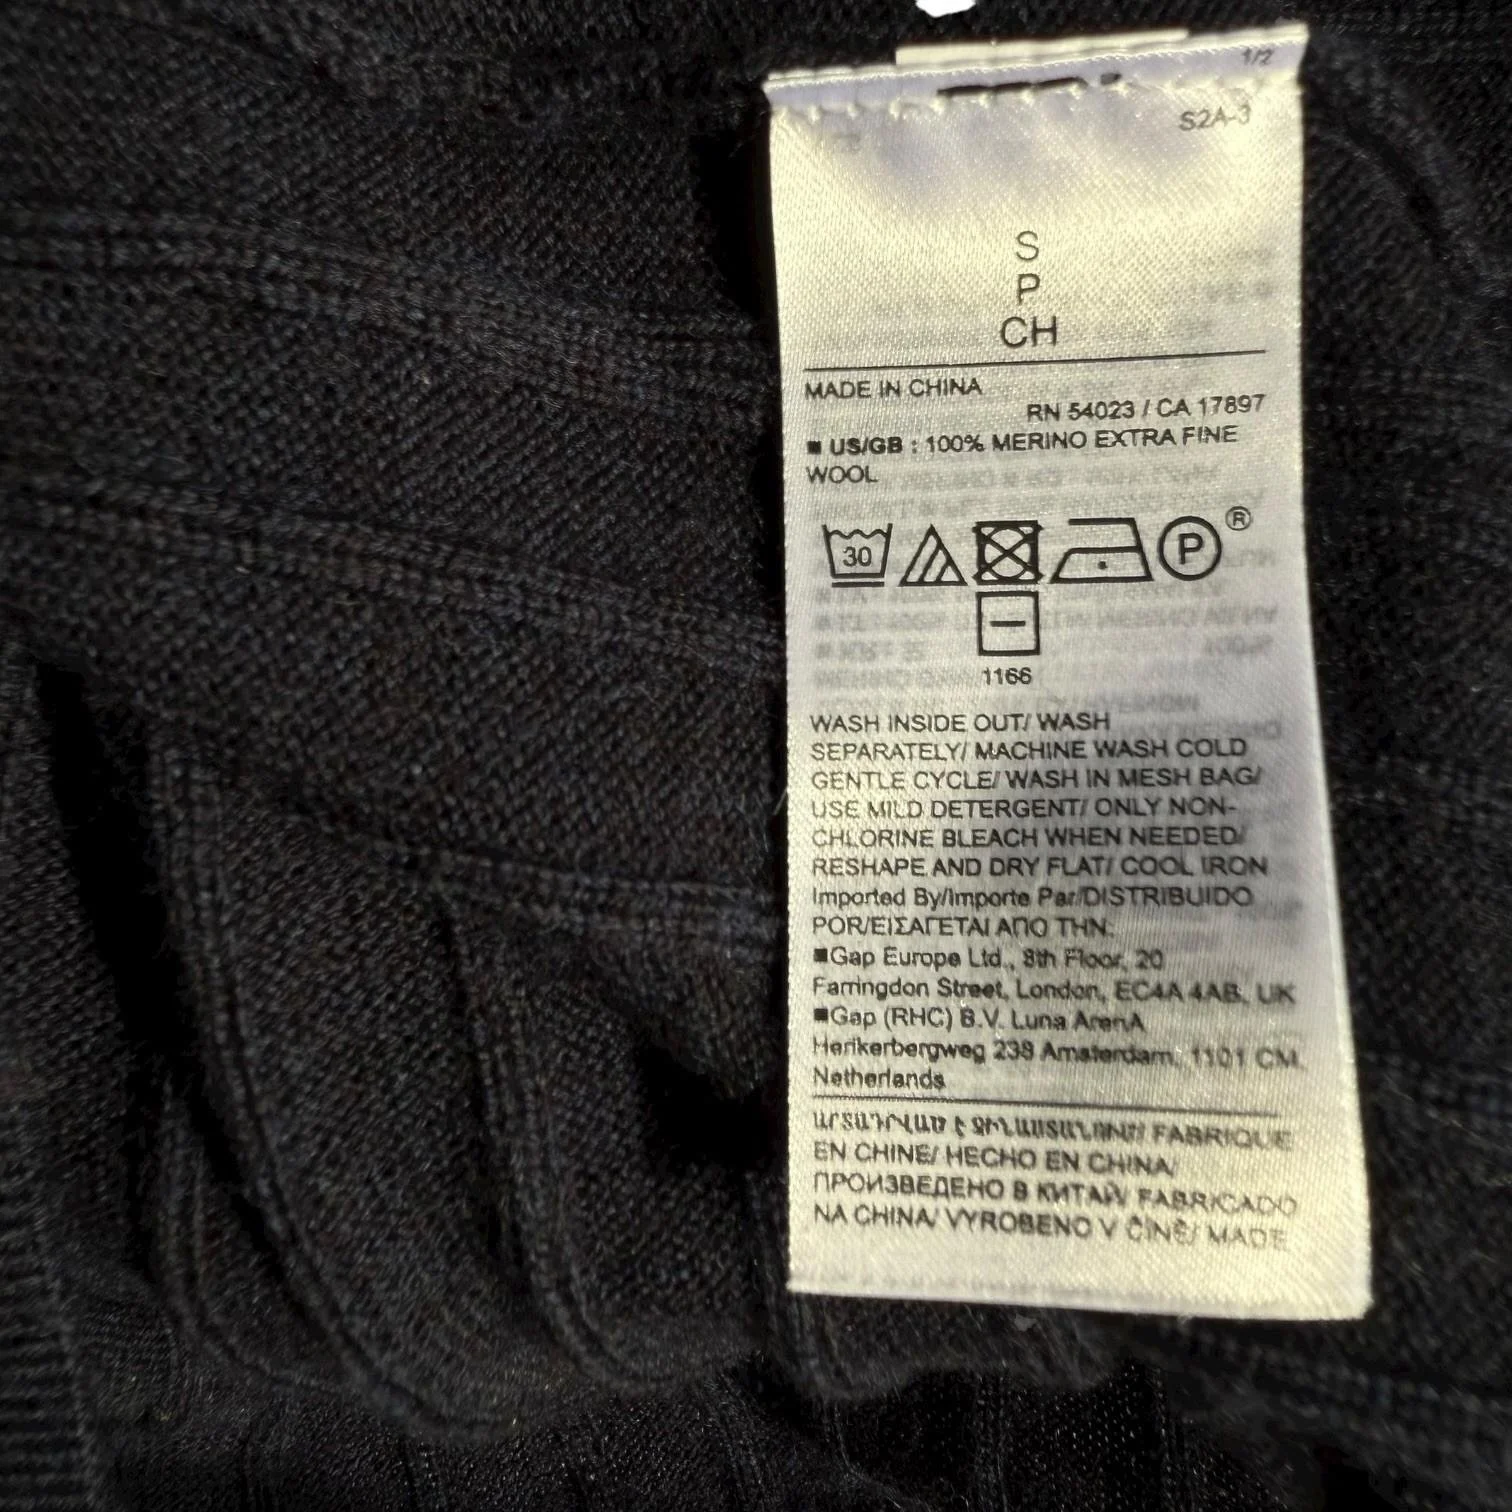 1/2
S2A-3
S
P
CH
MADE IN CHINA
RN 54023 / CA 17897
■ US/GB : 100% MERINO EXTRA FINE
WOOL
30 P ®
1166
WASH INSIDE OUT/ WASH
SEPARATELY/ MACHINE WASH COLD
GENTLE CYCLE/ WASH IN MESH BAG/
USE MILD DETERGENT/ ONLY NON-
CHLORINE BLEACH WHEN NEEDED/
RESHAPE AND DRY FLAT/ COOL IRON
Imported By/Importe Par/DISTRIBUIDO
POR/ΕΙΣΑΓΕΤΑΙ ΑΠΟ ΤΗΝ:
■Gap Europe Ltd., 8th Floor, 20
Farringdon Street, London, EC4A 4AB, UK
■Gap (RHC) B.V. Luna ArenA
Herikerbergweg 238 Amsterdam, 1101 CM,
Netherlands
FABRIQUE
EN CHINE/ HECHO EN CHINA/
ПРОИЗВЕДЕНО В КИТАЙ/ FABRICADO
NA CHINA/ VYROBENO V ČÍNĚ/ MADE